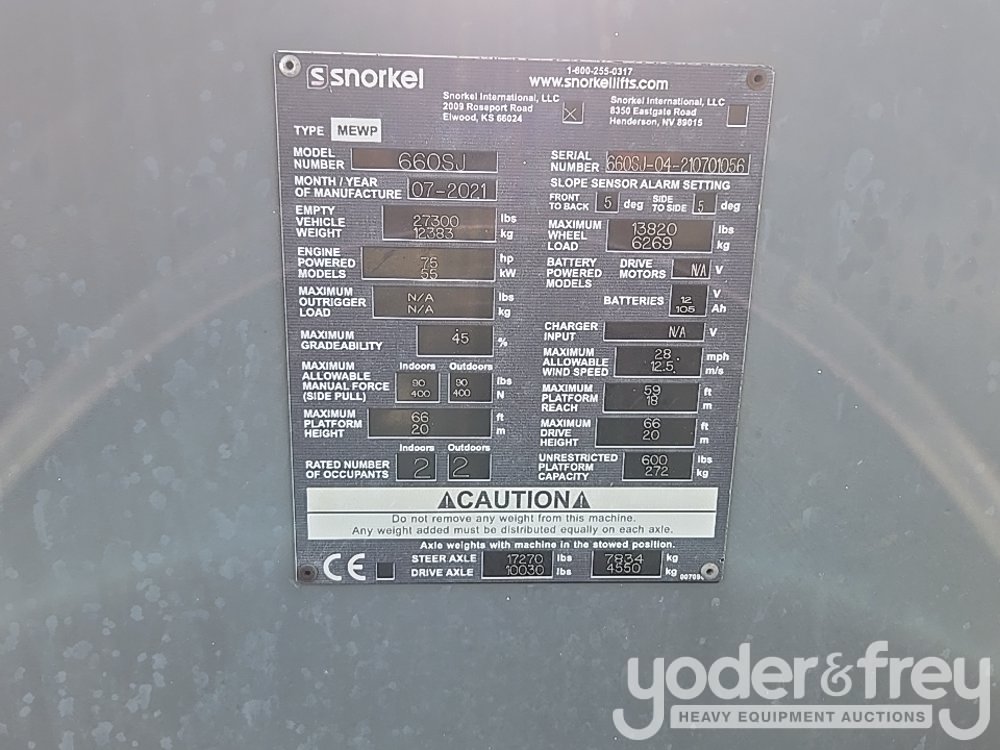 snorkel
1-800-255-0317
www.snorkellifts.com
Snorkel International, LLC
2009 Roseport Road
Elwood, KS 66024
Snorkel International, LLC
8350 Eastgate Road
Henderson, NV 89015
TYPE MEWP
MODEL NUMBER 660SJ
SERIAL NUMBER 660SJ-04-210701056
MONTH / YEAR OF MANUFACTURE 07-2021
SLOPE SENSOR ALARM SETTING
FRONT TO BACK 5 deg SIDE TO SIDE 5 deg
EMPTY VEHICLE WEIGHT 27300 lbs
12383 kg
MAXIMUM WHEEL LOAD 13820 lbs
6269 kg
ENGINE POWERED MODELS 75 hp
55 kW
BATTERY POWERED MODELS DRIVE MOTORS N/A V
BATTERIES 12 V
105 Ah
MAXIMUM OUTRIGGER LOAD N/A lbs
N/A kg
CHARGER INPUT N/A V
MAXIMUM GRADEABILITY 45 %
MAXIMUM ALLOWABLE WIND SPEED 28 mph
12.5 m/s
Indoors Outdoors
MAXIMUM ALLOWABLE MANUAL FORCE (SIDE PULL) 90 90 lbs
400 400 N
MAXIMUM PLATFORM REACH 59 ft
18 m
MAXIMUM PLATFORM HEIGHT 66 ft
20 m
MAXIMUM DRIVE HEIGHT 66 ft
20 m
Indoors Outdoors
RATED NUMBER OF OCCUPANTS 2 2
UNRESTRICTED PLATFORM CAPACITY 600 lbs
272 kg
CAUTION
Do not remove any weight from this machine.
Any weight added must be distributed equally on each axle.
Axle weights with machine in the stowed position.
CE
STEER AXLE 17270 lbs 7834 kg
DRIVE AXLE 10030 lbs 4550 kg
yoder&frey
HEAVY EQUIPMENT AUCTIONS